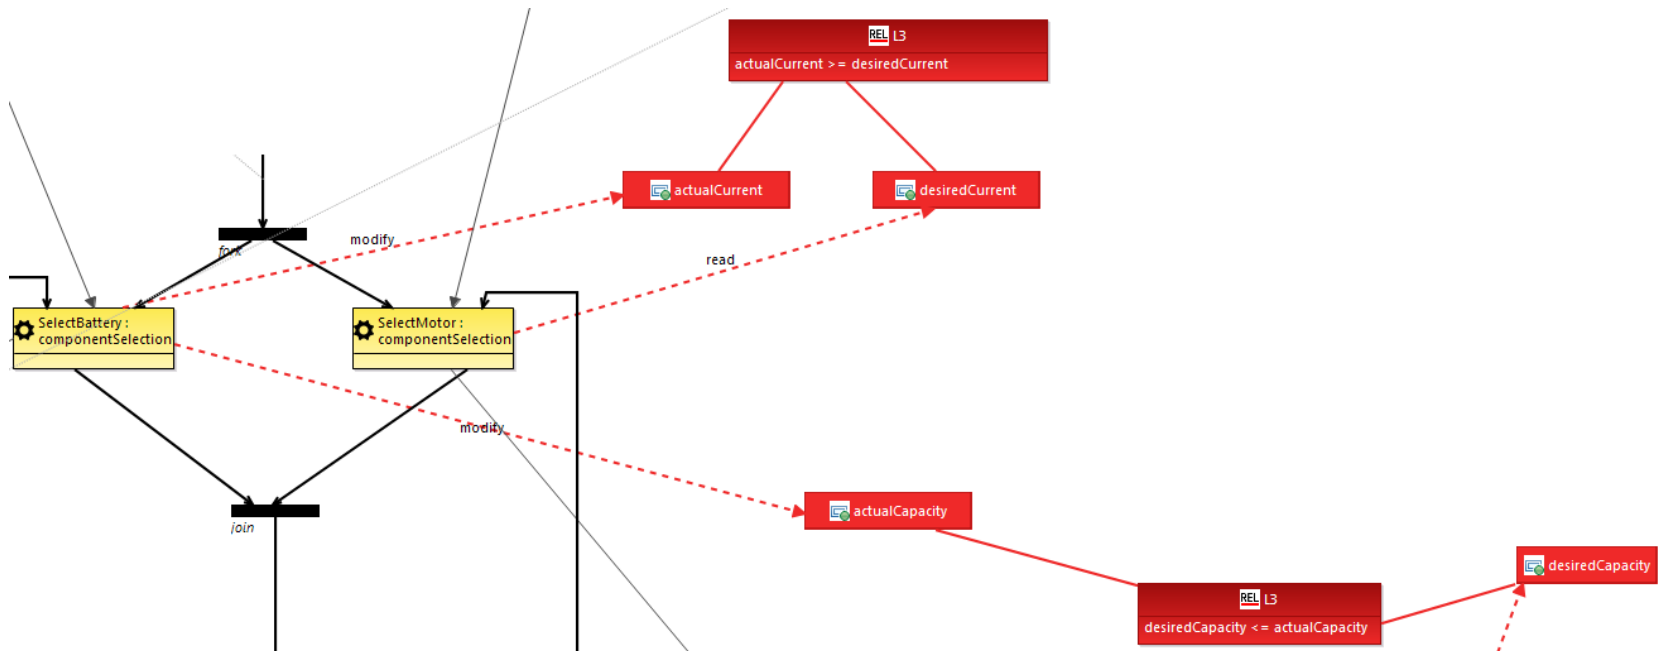 REL L3
actualCurrent >= desiredCurrent
actualCurrent
desiredCurrent
modify
fork
read
SelectBattery :
componentSelection
SelectMotor :
componentSelection
modify
actualCapacity
join
desiredCapacity
REL L3
desiredCapacity <= actualCapacity